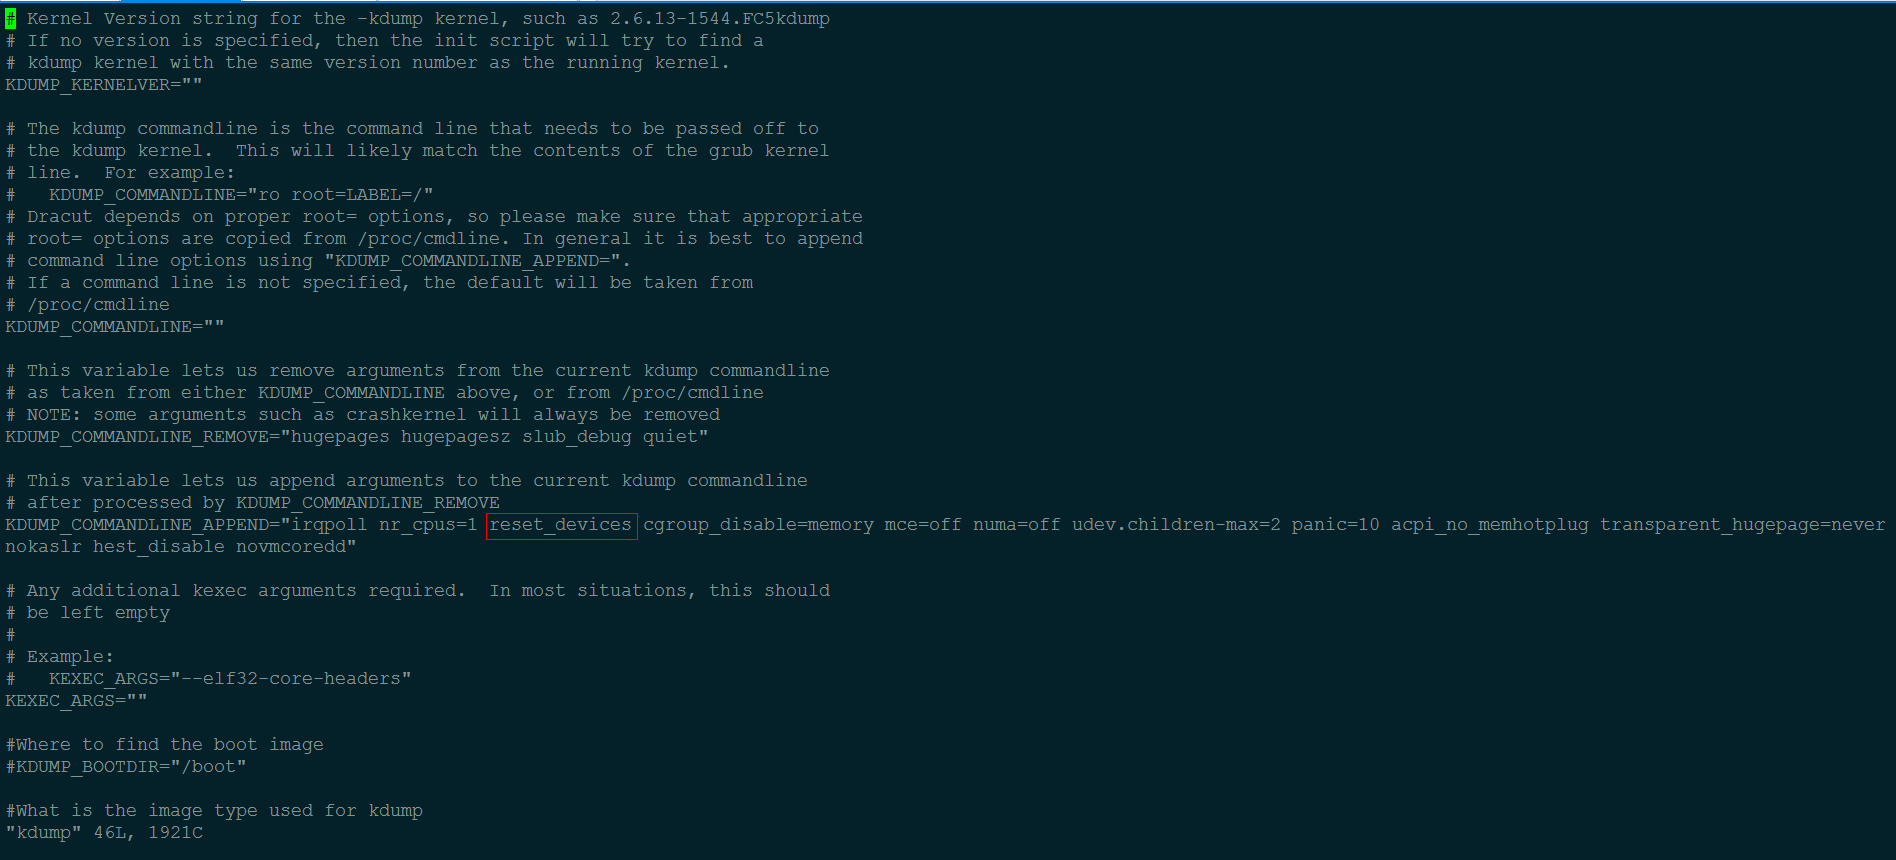 # Kernel Version string for the -kdump kernel, such as 2.6.13-1544.FC5kdump
# If no version is specified, then the init script will try to find a
# kdump kernel with the same version number as the running kernel.
KDUMP_KERNELVER=""

# The kdump commandline is the command line that needs to be passed off to
# the kdump kernel.  This will likely match the contents of the grub kernel
# line.  For example:
#   KDUMP_COMMANDLINE="ro root=LABEL=/"
# Dracut depends on proper root= options, so please make sure that appropriate
# root= options are copied from /proc/cmdline. In general it is best to append
# command line options using "KDUMP_COMMANDLINE_APPEND=".
# If a command line is not specified, the default will be taken from
# /proc/cmdline
KDUMP_COMMANDLINE=""

# This variable lets us remove arguments from the current kdump commandline
# as taken from either KDUMP_COMMANDLINE above, or from /proc/cmdline
# NOTE: some arguments such as crashkernel will always be removed
KDUMP_COMMANDLINE_REMOVE="hugepages hugepagesz slub_debug quiet"

# This variable lets us append arguments to the current kdump commandline
# after processed by KDUMP_COMMANDLINE_REMOVE
KDUMP_COMMANDLINE_APPEND="irqpoll nr_cpus=1 reset_devices cgroup_disable=memory mce=off numa=off udev.children-max=2 panic=10 acpi_no_memhotplug transparent_hugepage=never
nokaslr hest_disable novmcoredd"

# Any additional kexec arguments required.  In most situations, this should
# be left empty
#
# Example:
#   KEXEC_ARGS="--elf32-core-headers"
KEXEC_ARGS=""

#Where to find the boot image
#KDUMP_BOOTDIR="/boot"

#What is the image type used for kdump
"kdump" 46L, 1921C